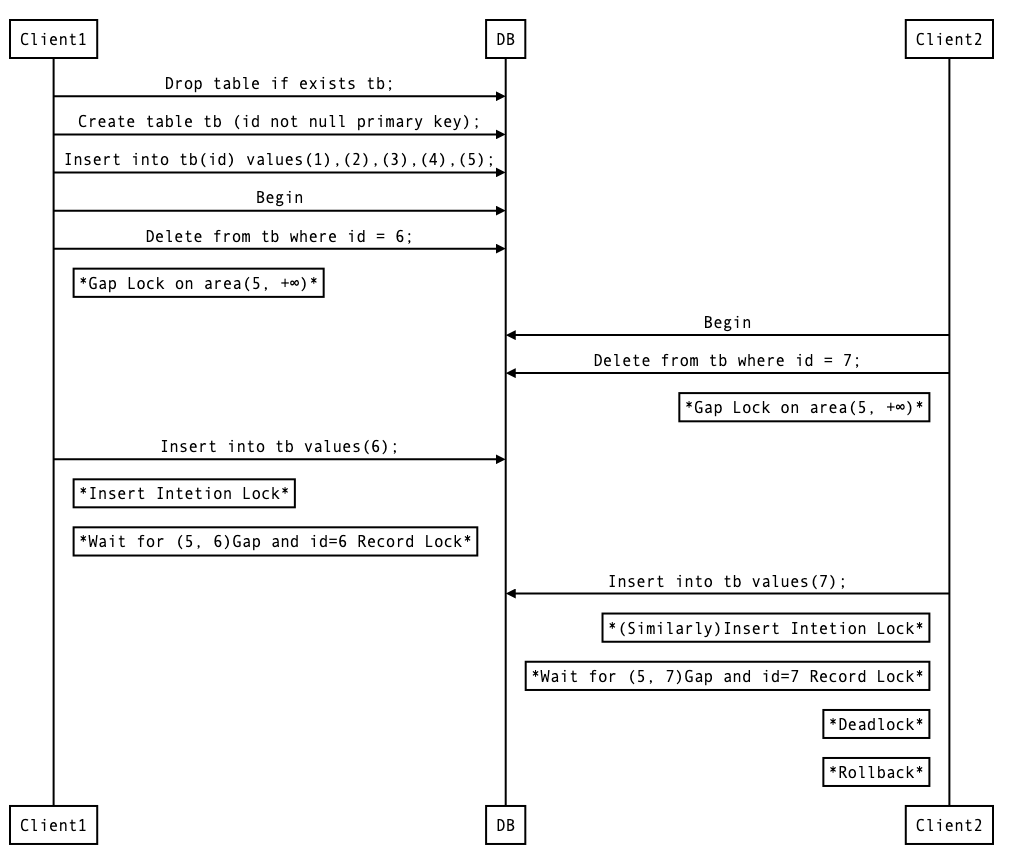 Client1
DB
Client2
Drop table if exists tb;
Create table tb (id not null primary key);
Insert into tb(id) values(1),(2),(3),(4),(5);
Begin
Delete from tb where id = 6;
*Gap Lock on area(5, +∞)*
Begin
Delete from tb where id = 7;
*Gap Lock on area(5, +∞)*
Insert into tb values(6);
*Insert Intetion Lock*
*Wait for (5, 6)Gap and id=6 Record Lock*
Insert into tb values(7);
*(Similarly)Insert Intetion Lock*
*Wait for (5, 7)Gap and id=7 Record Lock*
*Deadlock*
*Rollback*
Client1
DB
Client2